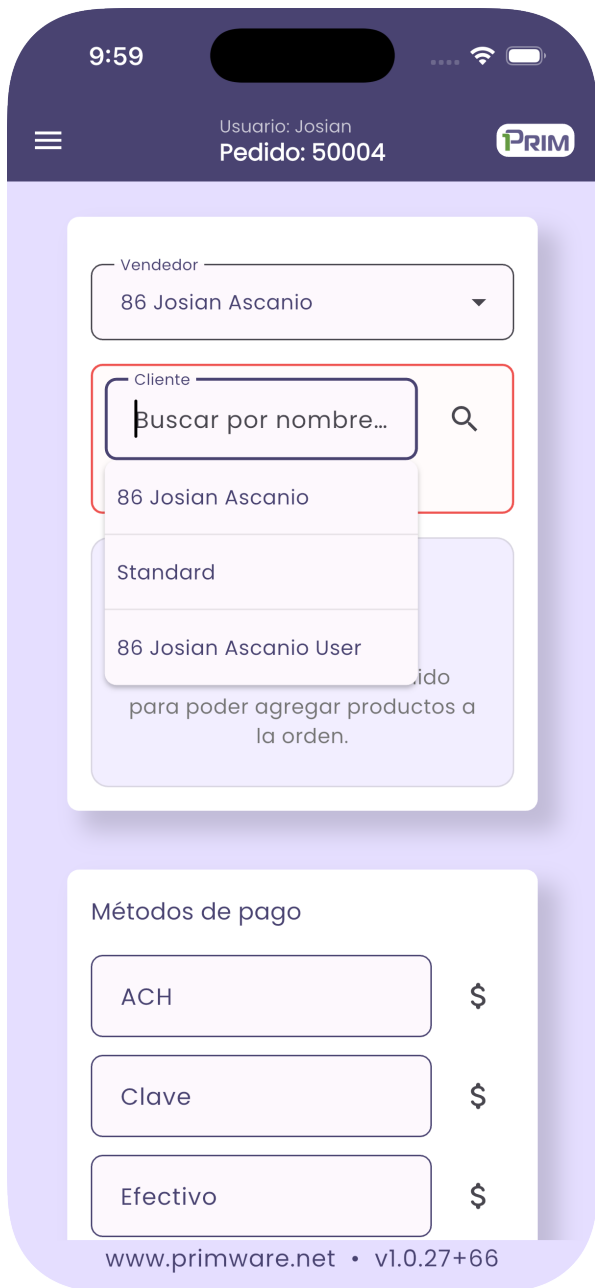 9:59
Usuario: Josian
Pedido: 50004
PRIM
Vendedor
86 Josian Ascanio
Cliente
Buscar por nombre...
86 Josian Ascanio
Standard
86 Josian Ascanio User
para poder agregar productos a
la orden.
Métodos de pago
ACH
$
Clave
$
Efectivo
$
www.primware.net • v1.0.27+66